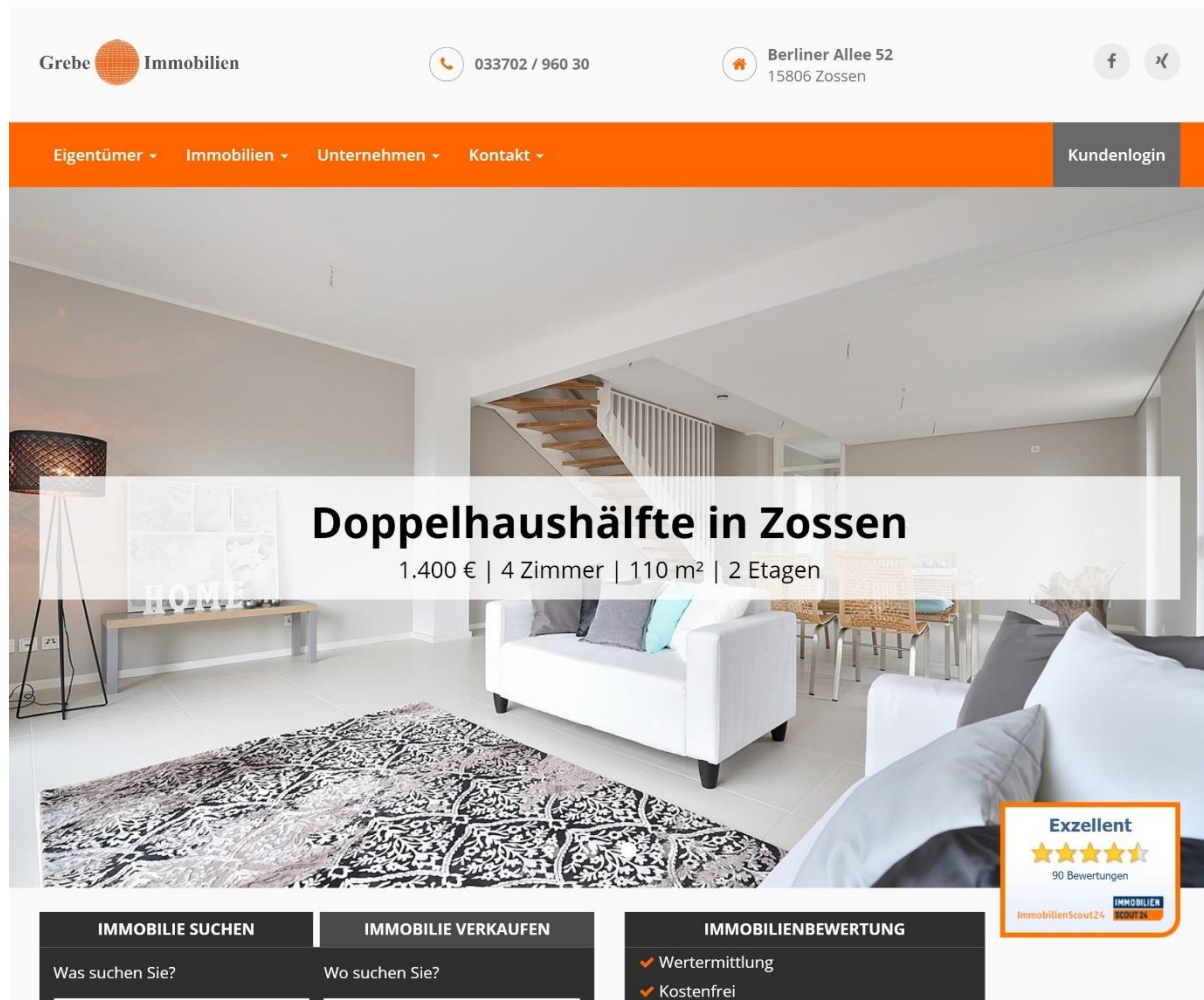 Grebe Immobilien
033702 / 960 30
Berliner Allee 52
15806 Zossen
Eigentümer
Immobilien
Unternehmen
Kontakt
Kundenlogin
HOME
Doppelhaushälfte in Zossen
1.400 € | 4 Zimmer | 110 m² | 2 Etagen
Exzellent
90 Bewertungen
ImmobilienScout24
IMMOBILIEN
SCOUT24
IMMOBILIE SUCHEN
IMMOBILIE VERKAUFEN
Was suchen Sie?
Wo suchen Sie?
IMMOBILIENBEWERTUNG
Wertermittlung
Kostenfrei